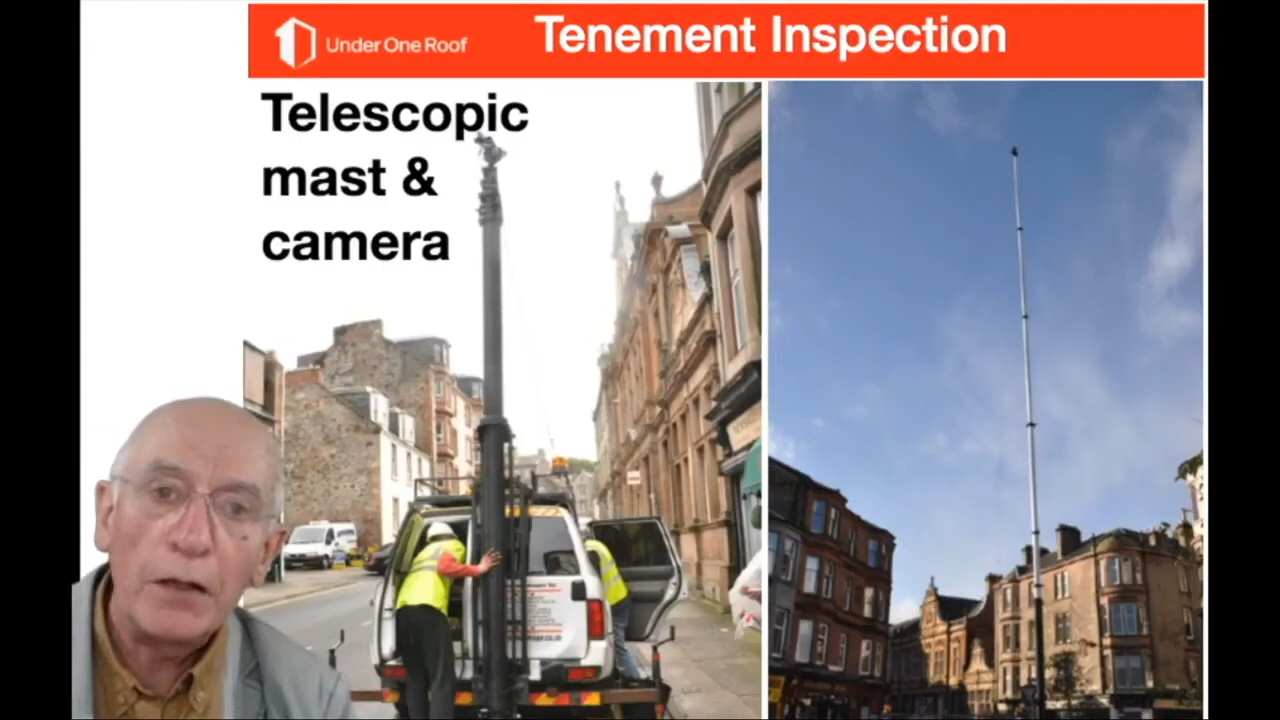 Under One Roof
Tenement Inspection
Telescopic
mast &
camera